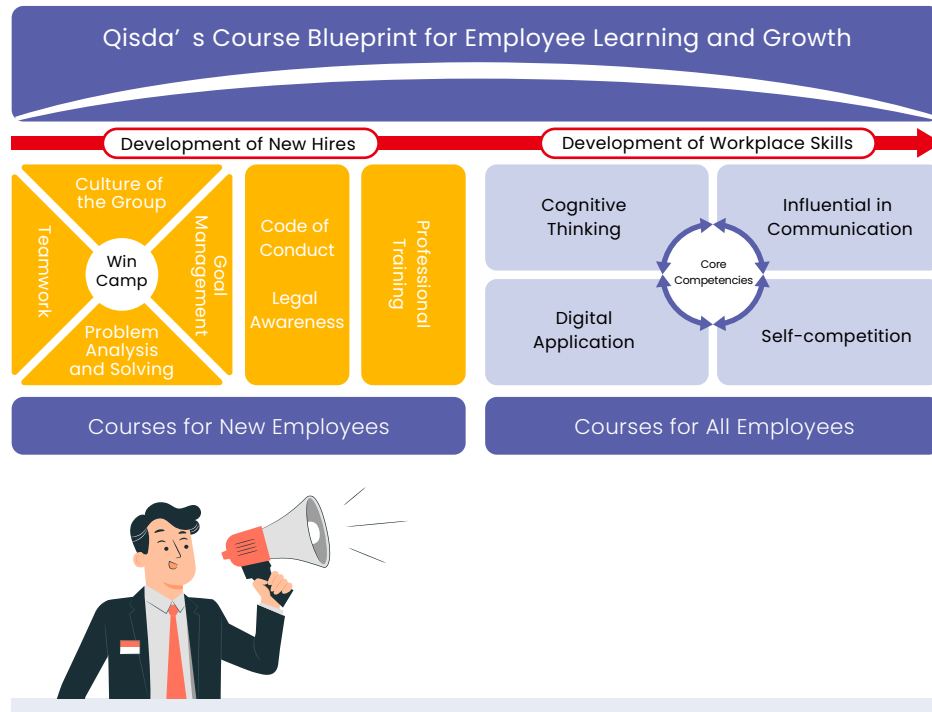 Qisda’ s Course Blueprint for Employee Learning and Growth
Development of New Hires
Development of Workplace Skills
Culture of
the Group
Teamwork
Win
Camp
Goal
Management
Problem
Analysis
and Solving
Code of
Conduct
Legal
Awareness
Professional
Training
Cognitive
Thinking
Influential in
Communication
Core
Competencies
Digital
Application
Self-competition
Courses for New Employees
Courses for All Employees